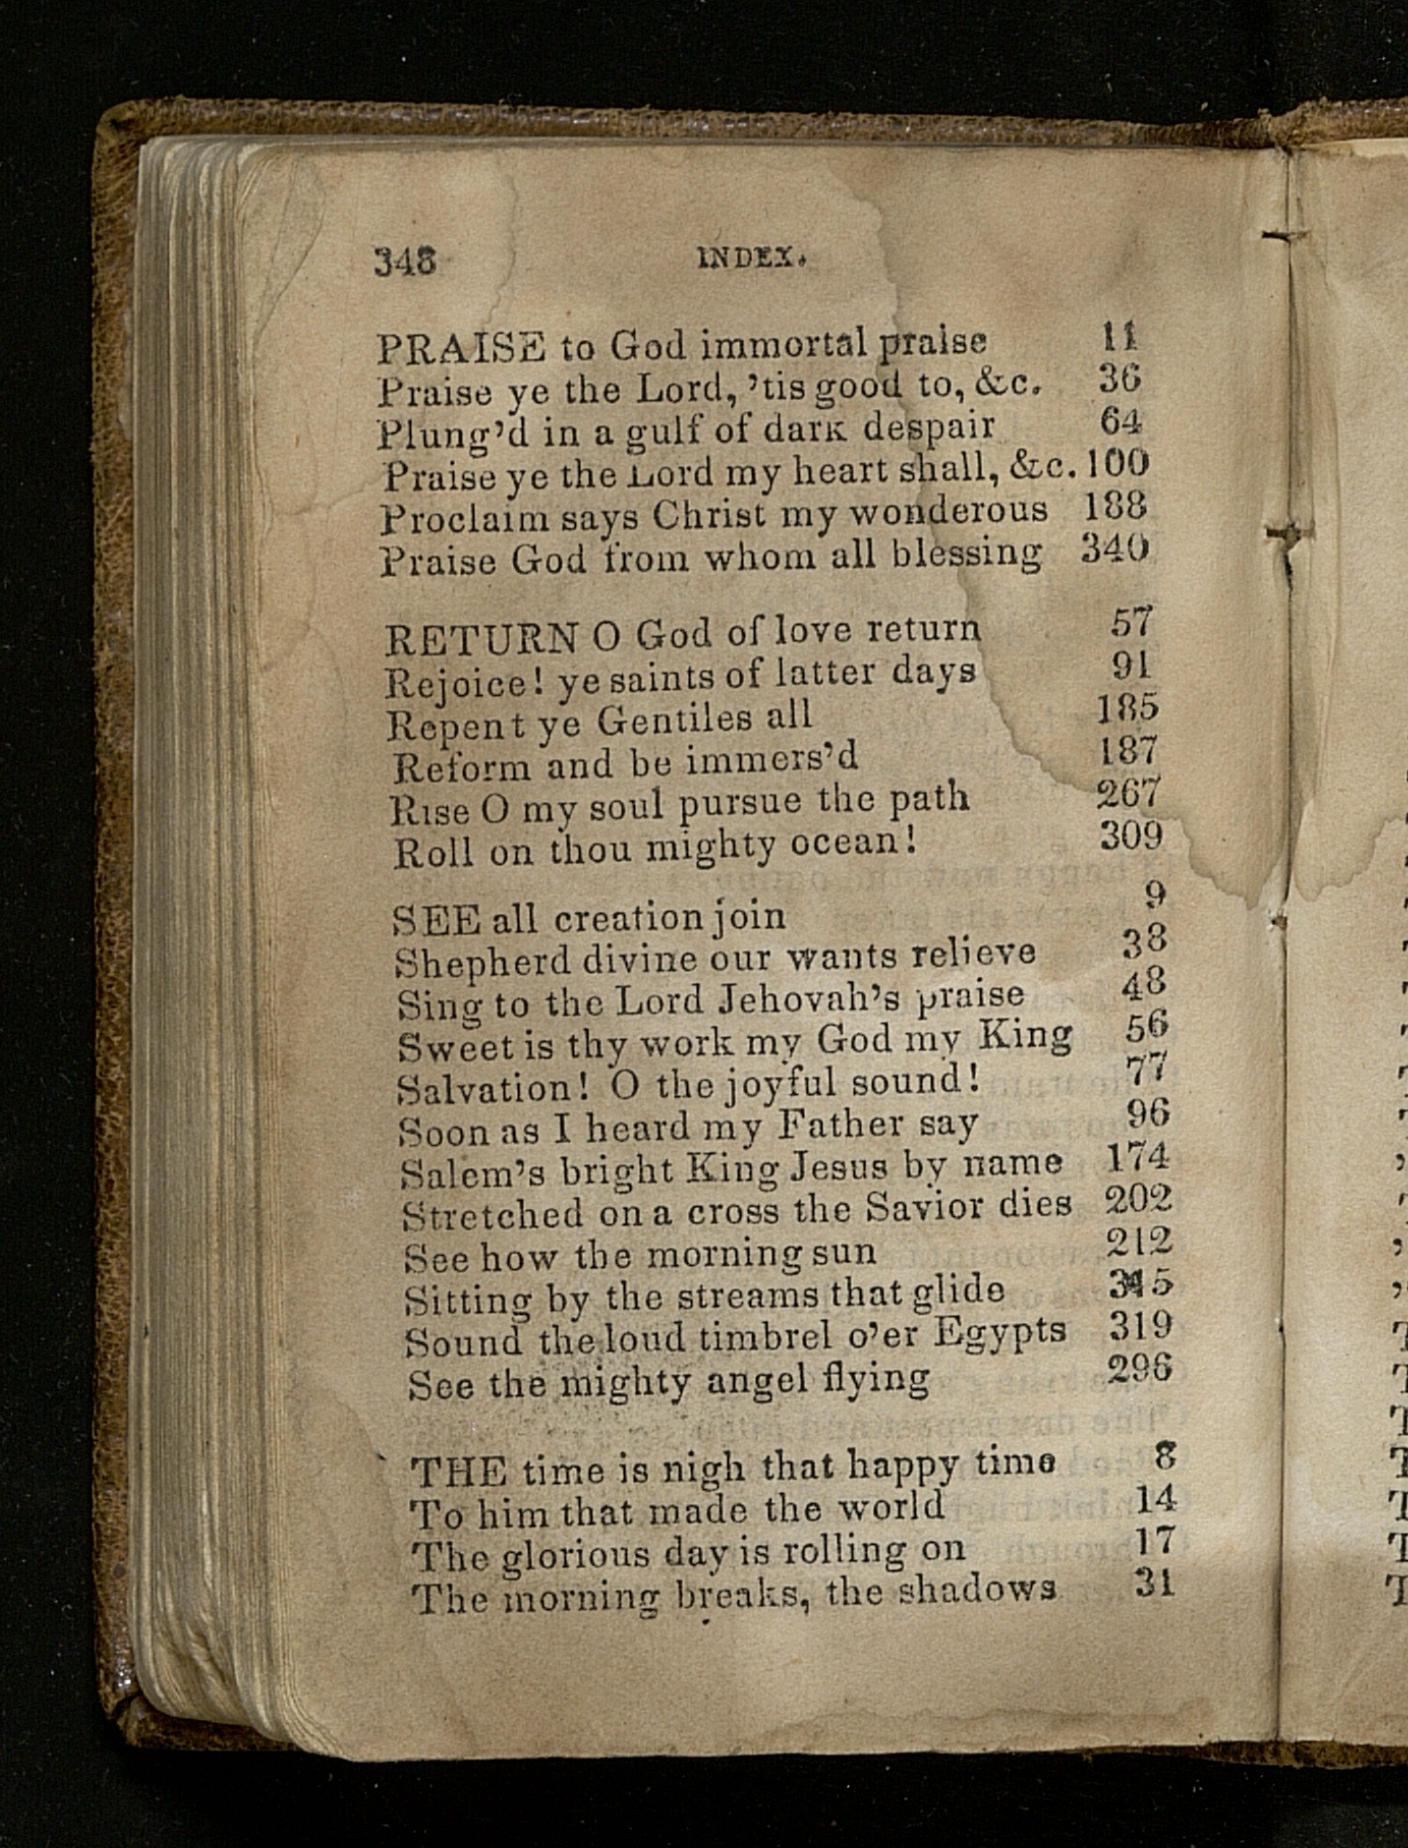 348 INDEX.
PRAISE to God immortal praise 11
Praise ye the Lord, 'tis good to, &c. 36
Plung'd in a gulf of dark despair 64
Praise ye the Lord my heart shall, &c. 100
Proclaim says Christ my wonderous 188
Praise God from whom all blessing 340
RETURN O God of love return 57
Rejoice! ye saints of latter days 91
Repent ye Gentiles all 185
Reform and be immers'd 187
Rise O my soul pursue the path 267
Roll on thou mighty ocean! 309
SEE all creation join 9
Shepherd divine our wants relieve 38
Sing to the Lord Jehovah's praise 48
Sweet is thy work my God my King 56
Salvation! O the joyful sound! 77
Soon as I heard my Father say 96
Salem's bright King Jesus by name 174
Stretched on a cross the Savior dies 202
See how the morning sun 212
Sitting by the streams that glide
Sound the loud timbrel o'er Egypts 319
See the mighty angel flying 296
THE time is nigh that happy time 8
To him that made the world 14
The glorious day is rolling on 17
The morning breaks, the shadows 31